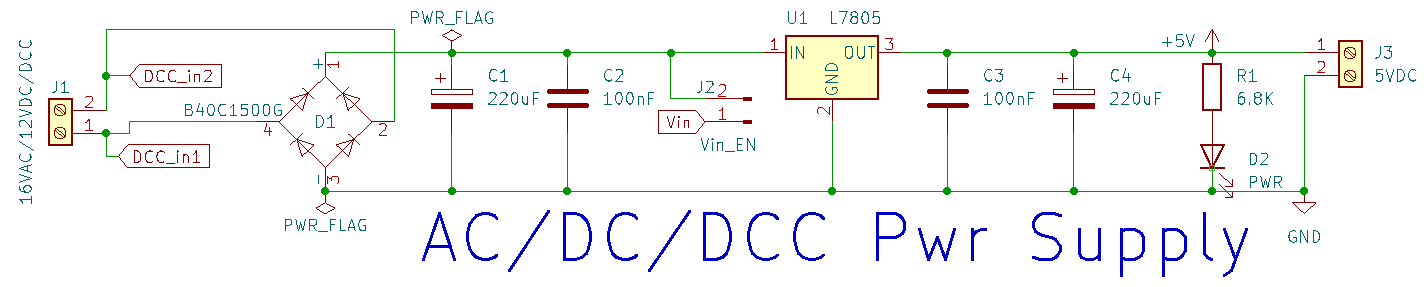 PWR_FLAG
U1 L7805
16VAC/12VDC/DCC
J1
2
1
DCC_in2
DCC_in1
B40C1500G
+
1
4
D1
2
-
3
PWR_FLAG
C1
220uF
+
C2
100nF
J2
2
1
Vin
Vin_EN
1
IN
OUT
3
GND
2
C3
100nF
+
C4
220uF
+5V
R1
6.8K
D2
PWR
1
2
J3
5VDC
GND
AC/DC/DCC Pwr Supply